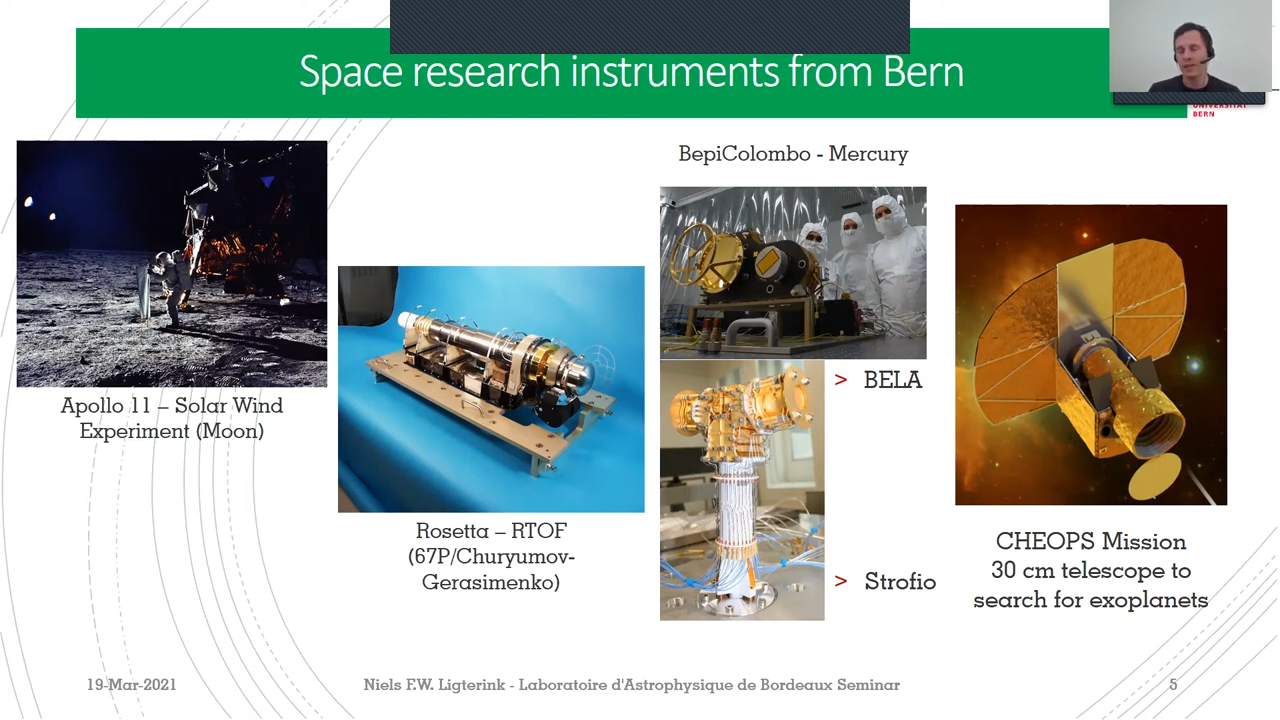 Space research instruments from Bern
UNIVERSITÄT
BERN
BepiColombo - Mercury
Apollo 11 – Solar Wind
Experiment (Moon)
Rosetta – RTOF
(67P/Churyumov-
Gerasimenko)
> BELA
> Strofio
CHEOPS Mission
30 cm telescope to
search for exoplanets
19-Mar-2021
Niels F.W. Ligterink - Laboratoire d'Astrophysique de Bordeaux Seminar
5